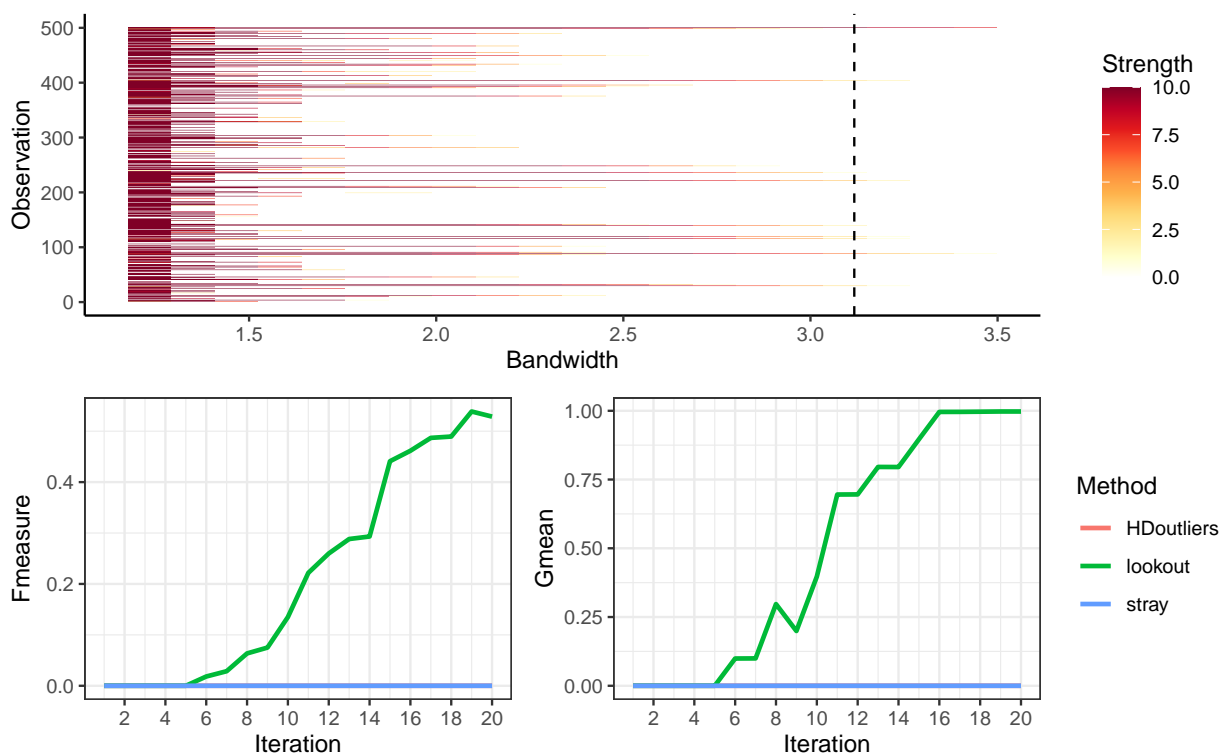 500
400
300
200
100
0
Observation
1.5 2.0 2.5 3.0 3.5
Bandwidth
Strength
10.0
7.5
5.0
2.5
0.0
0.4
0.2
0.0
Fmeasure
2 4 6 8 10 12 14 16 18 20
Iteration
1.00
0.75
0.50
0.25
0.00
Gmean
2 4 6 8 10 12 14 16 18 20
Iteration
Method
HDoutliers
lookout
stray